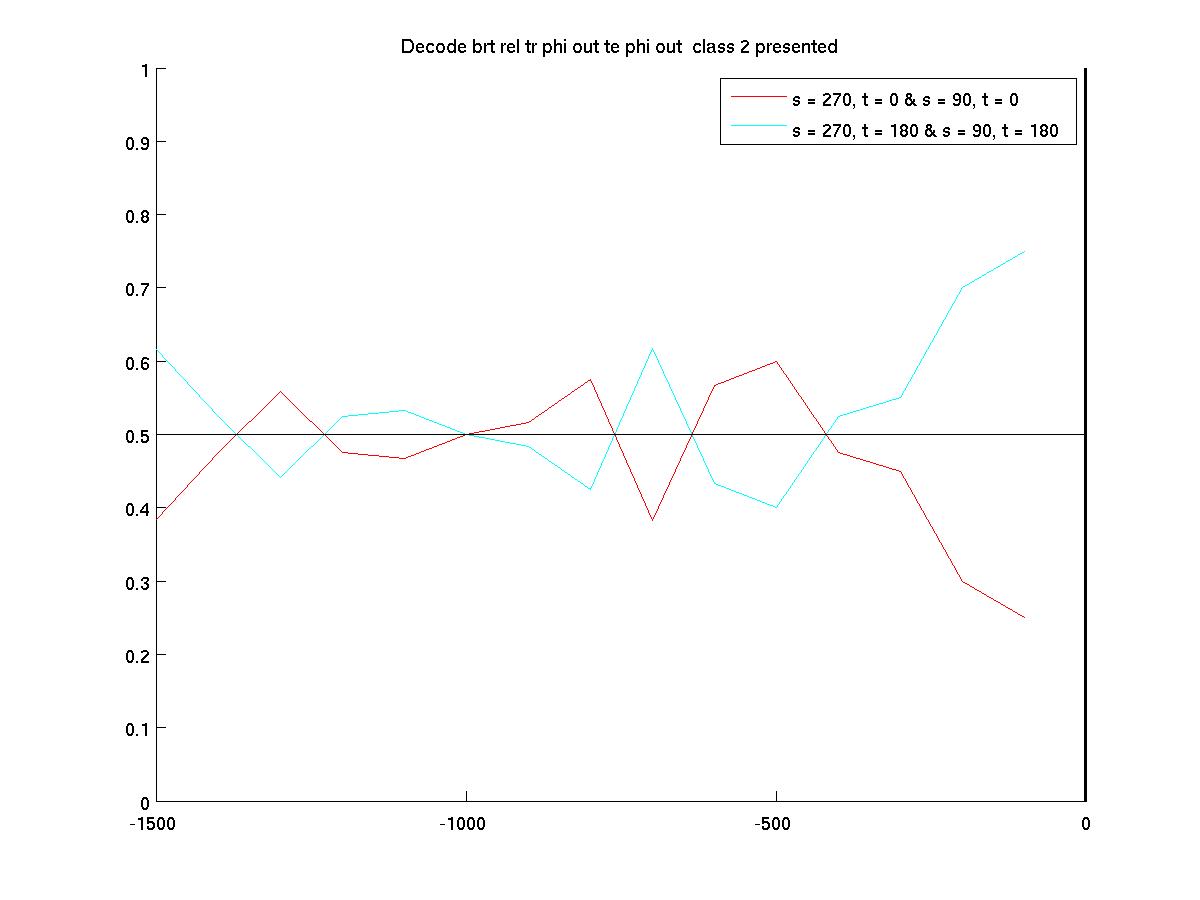 Decode brt rel tr phi out te phi out  class 2 presented
s = 270, t = 0 & s = 90, t = 0
s = 270, t = 180 & s = 90, t = 180
1
0.9
0.8
0.7
0.6
0.5
0.4
0.3
0.2
0.1
0
-1500 -1000 -500 0